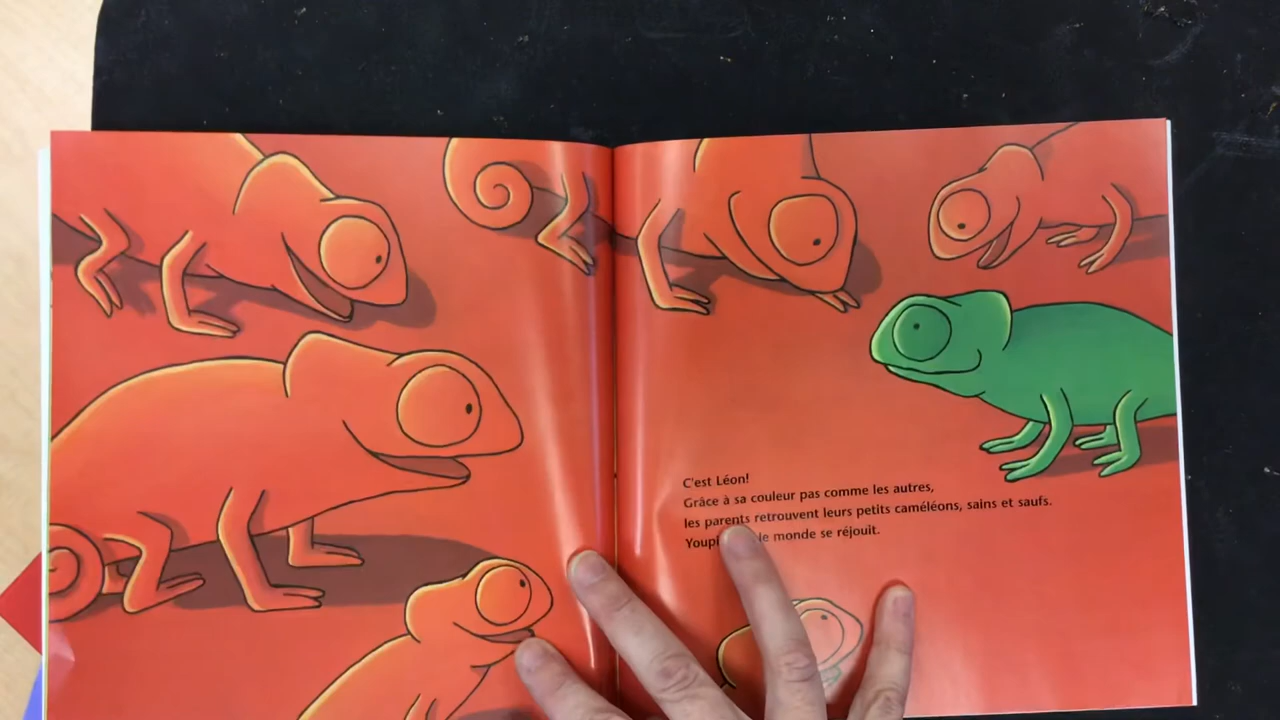 C'est Léon!
Grâce à sa couleur pas comme les autres,
les parents retrouvent leurs petits caméléons, sains et saufs.
le monde se réjouit.